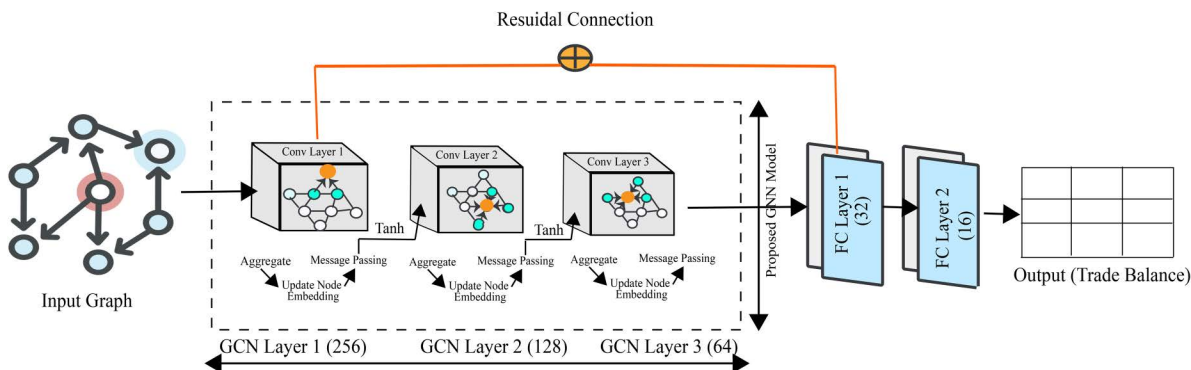 Resuidal Connection
Conv Layer 1
Conv Layer 2
Conv Layer 3
Tanh
Tanh
Aggregate
Message Passing
Update Node
Embedding
Aggregate
Message Passing
Update Node
Embedding
Aggregate
Message Passing
Update Node
Embedding
Input Graph
GCN Layer 1 (256)
GCN Layer 2 (128)
GCN Layer 3 (64)
Proposed GNN Model
FC Layer 1
(32)
FC Layer 2
(16)
Output (Trade Balance)